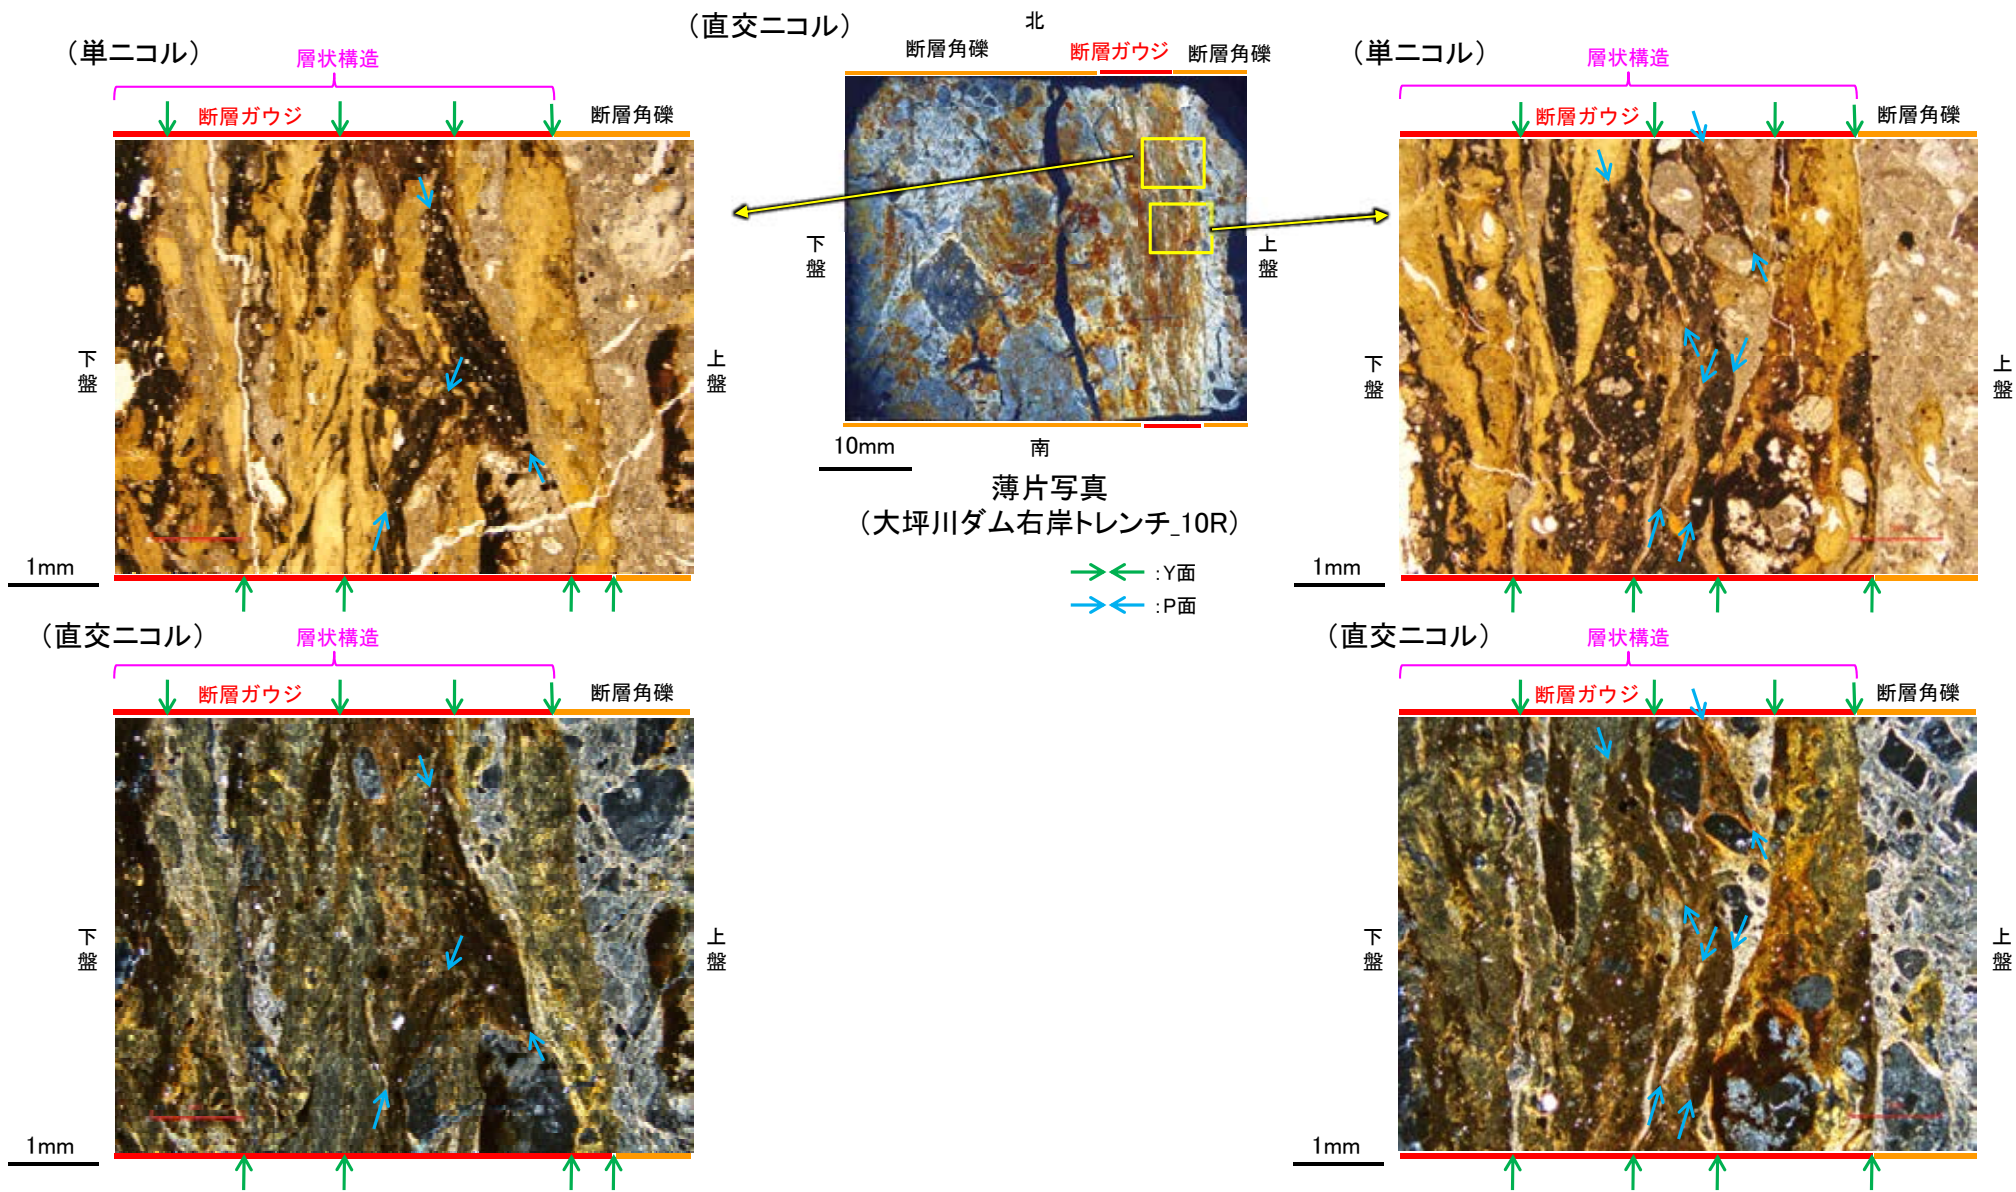 （単ニコル）
層状構造
断層ガウジ
断層角礫
下盤
上盤
1mm
（直交ニコル）
北
断層角礫
断層ガウジ
断層角礫
下盤
上盤
10mm
南
薄片写真
（大坪川ダム右岸トレンチ_10R）
：Y面
：P面
（単ニコル）
層状構造
断層ガウジ
断層角礫
下盤
上盤
1mm
（直交ニコル）
層状構造
断層ガウジ
断層角礫
下盤
上盤
1mm
（直交ニコル）
層状構造
断層ガウジ
断層角礫
下盤
上盤
1mm